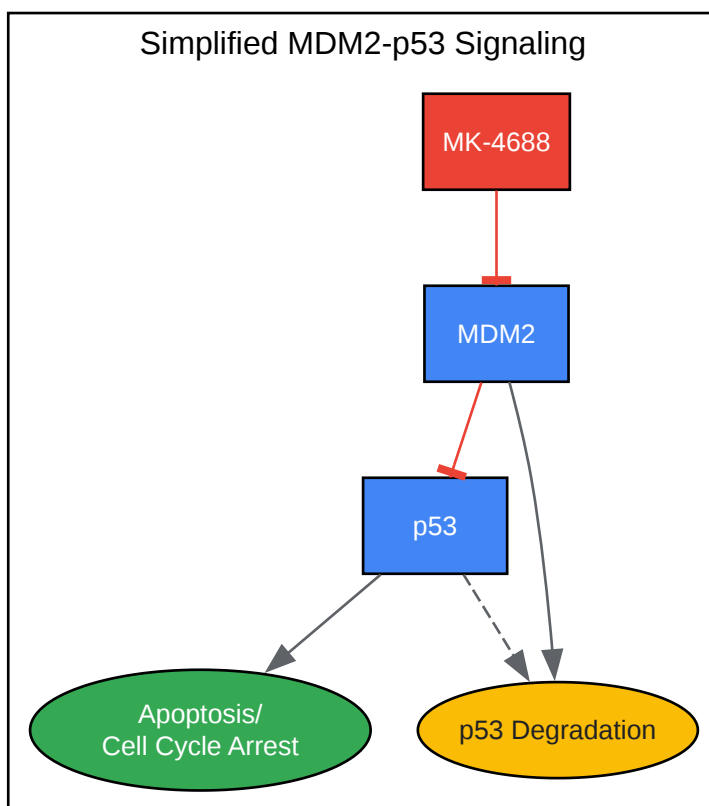 Simplified MDM2-p53 Signaling
MK-4688
MDM2
p53
Apoptosis/
Cell Cycle Arrest
p53 Degradation